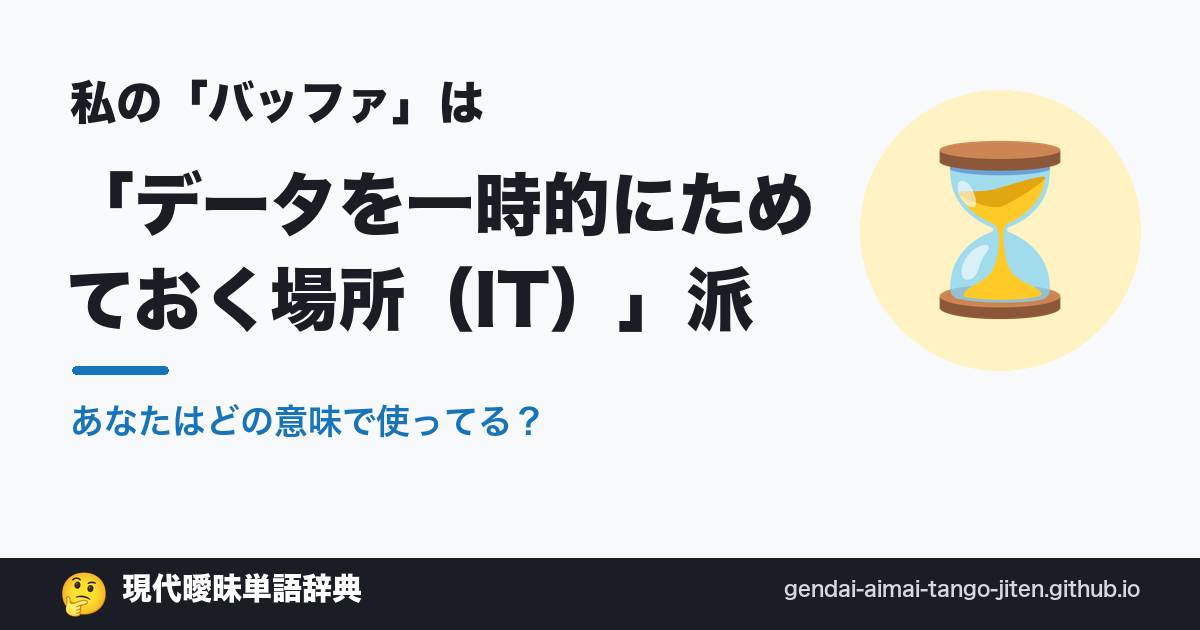 私の「バッファ」は
「データを一時的にため
ておく場所（IT）」派
あなたはどの意味で使ってる？
現代曖昧単語辞典
gendai-aimai-tango-jiten.github.io